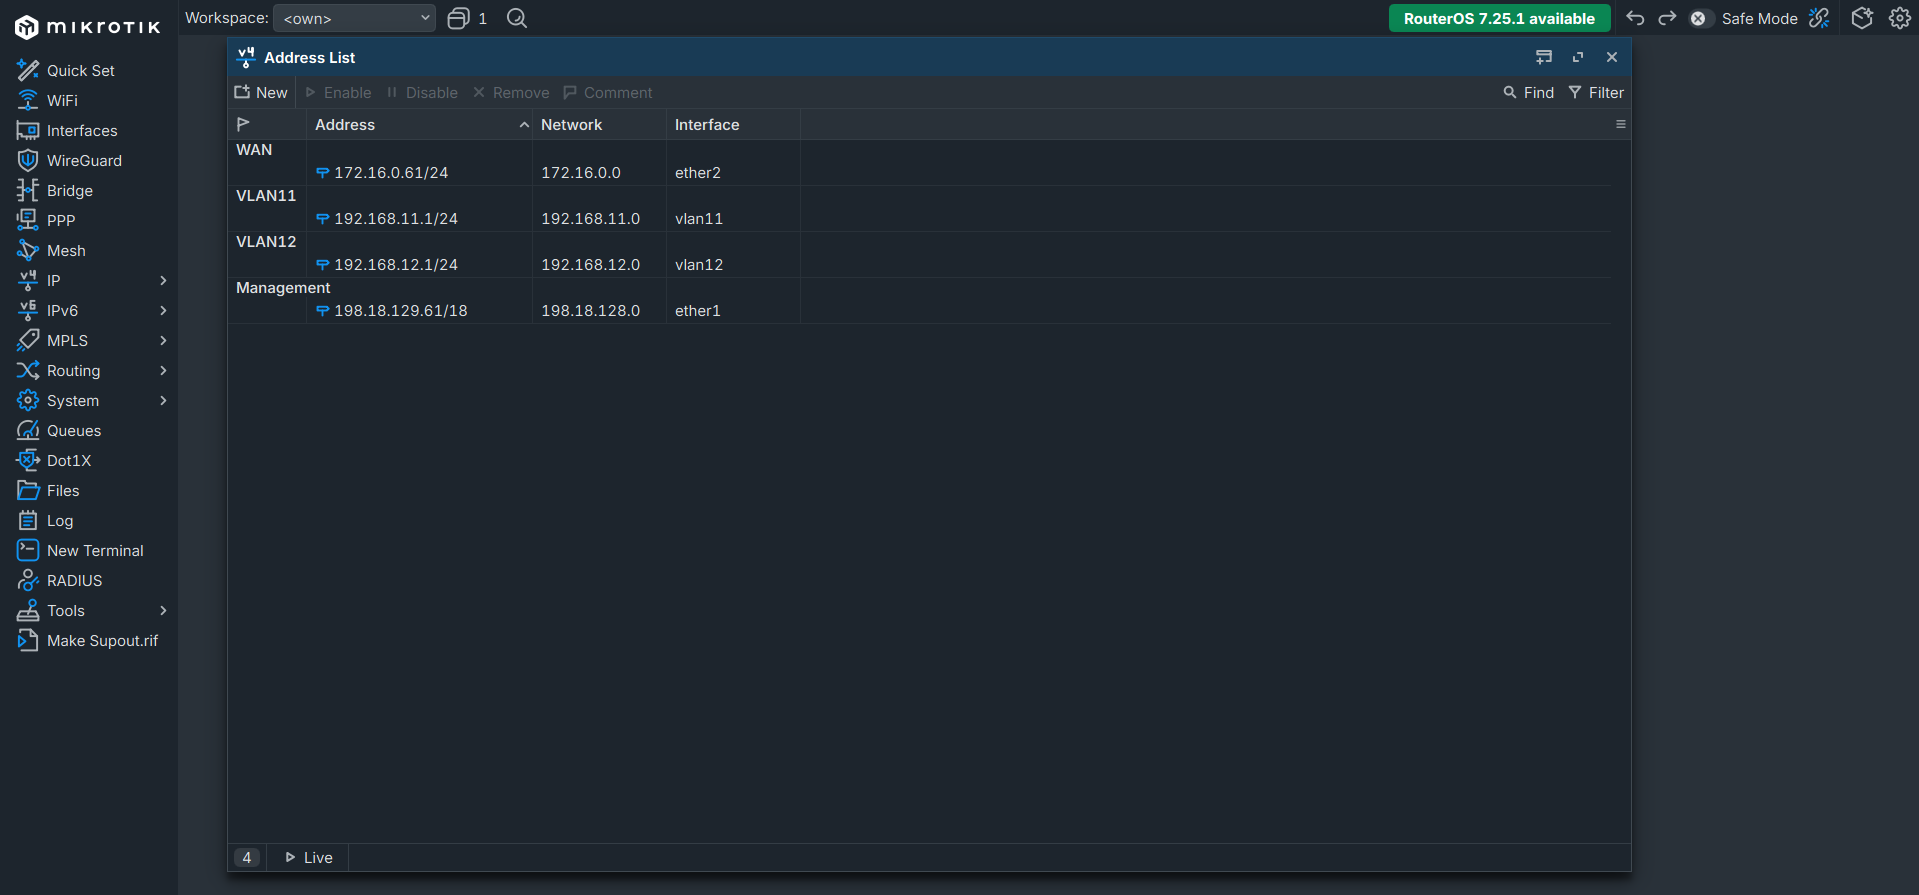 mikrotik
Workspace: <own> 1 RouterOS 7.25.1 available Safe Mode
Quick Set
WiFi
Interfaces
WireGuard
Bridge
PPP
Mesh
IP
IPv6
MPLS
Routing
System
Queues
Dot1X
Files
Log
New Terminal
RADIUS
Tools
Make Supout.rif
v4 Address List
New Enable Disable Remove Comment Find Filter
Address Network Interface
WAN
172.16.0.61/24 172.16.0.0 ether2
VLAN11
192.168.11.1/24 192.168.11.0 vlan11
VLAN12
192.168.12.1/24 192.168.12.0 vlan12
Management
198.18.129.61/18 198.18.128.0 ether1
4 Live